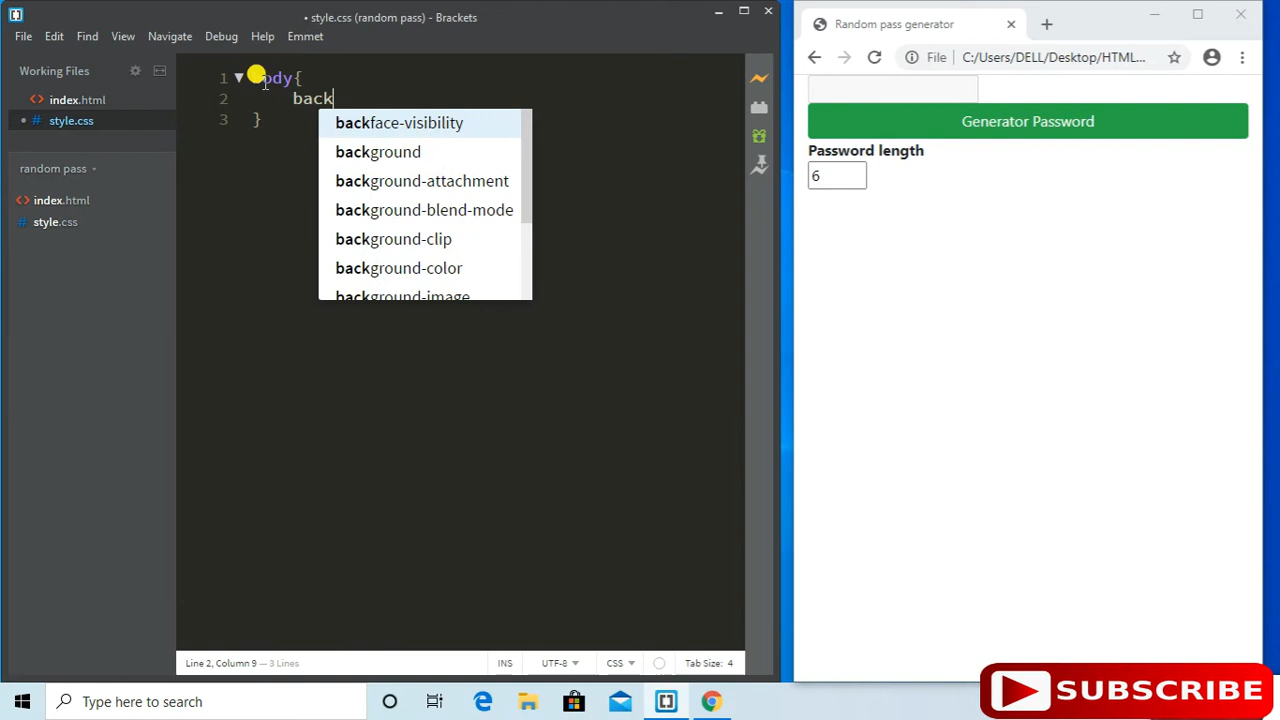 • style.css (random pass) - Brackets
File Edit Find View Navigate Debug Help Emmet
Working Files
index.html
• # style.css
random pass
index.html
# style.css
1 ody{
2 back
3 }
backface-visibility
background
background-attachment
background-blend-mode
background-clip
background-color
background-image
Line 2, Column 9 — 3 Lines
INS UTF-8 CSS Tab Size: 4
Random pass generator
File C:/Users/DELL/Desktop/HTML...
Generator Password
Password length
6
Type here to search
SUBSCRIBE